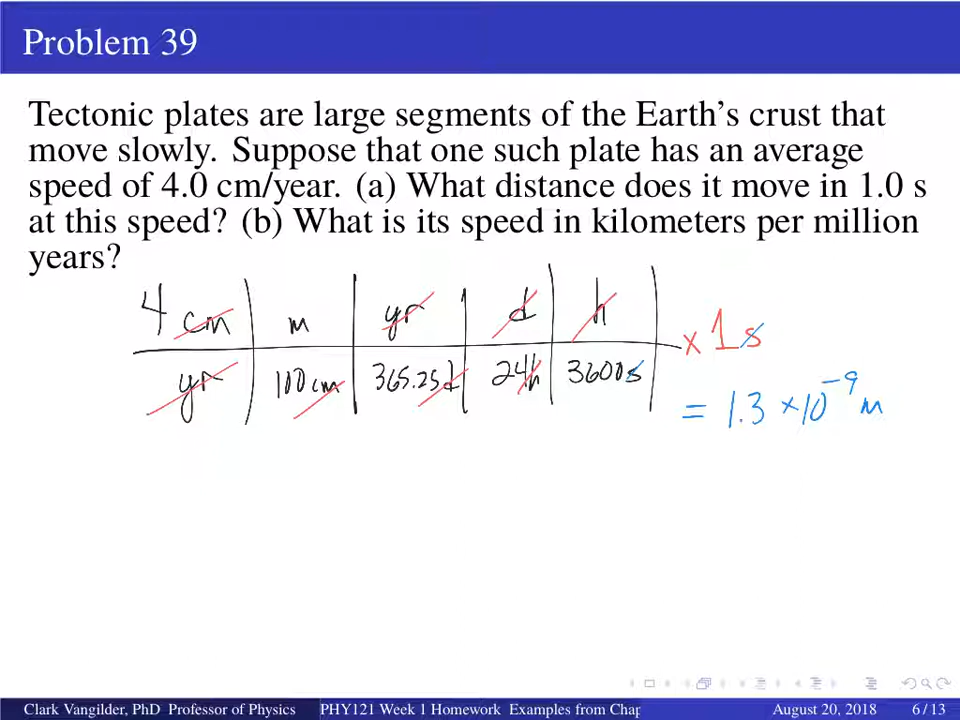 Problem 39
Tectonic plates are large segments of the Earth's crust that
move slowly. Suppose that one such plate has an average
speed of 4.0 cm/year. (a) What distance does it move in 1.0 s
at this speed? (b) What is its speed in kilometers per million
years?
4 cm | m | yr | d | h | × 1 s
yr | 100 cm | 365.25 d | 24 h | 3600 s | = 1.3 × 10⁻⁹ m
Clark Vangilder, PhD Professor of Physics PHY121 Week 1 Homework Examples from Chap August 20, 2018 6 / 13